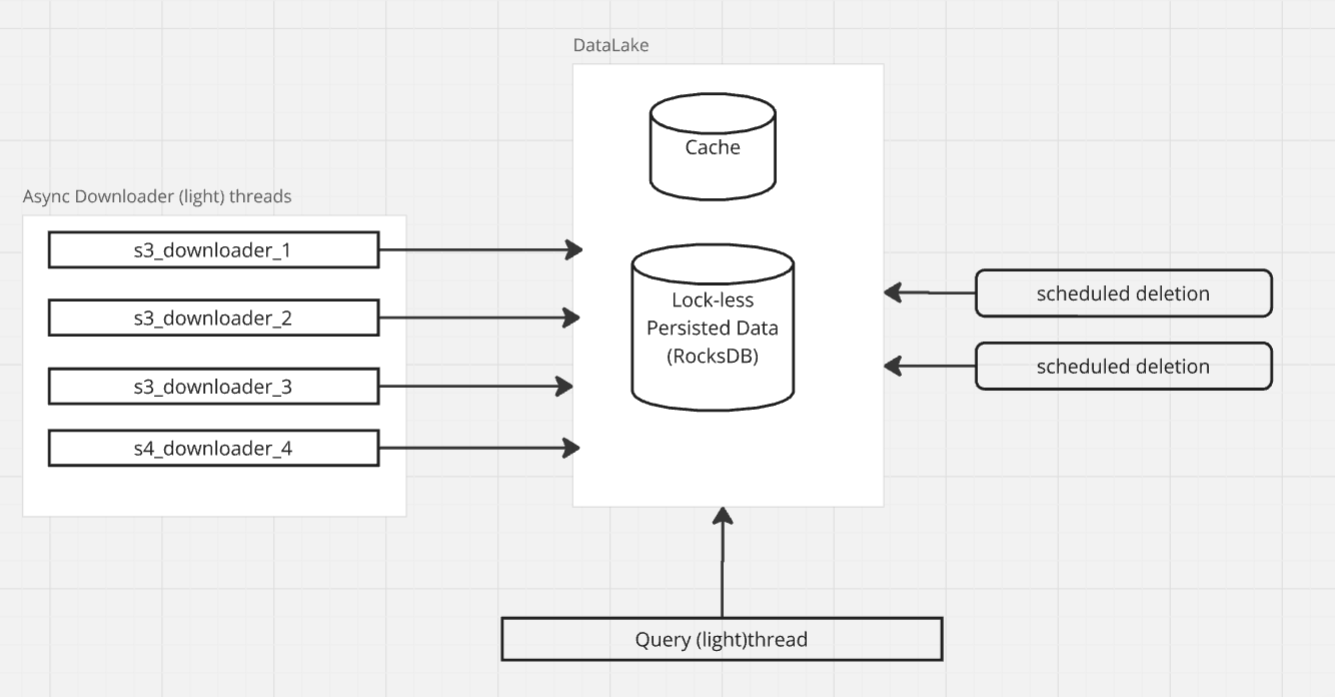 DataLake
Cache
Async Downloader (light) threads
s3_downloader_1
s3_downloader_2
s3_downloader_3
s4_downloader_4
Lock-less
Persisted Data
(RocksDB)
scheduled deletion
scheduled deletion
Query (light)thread